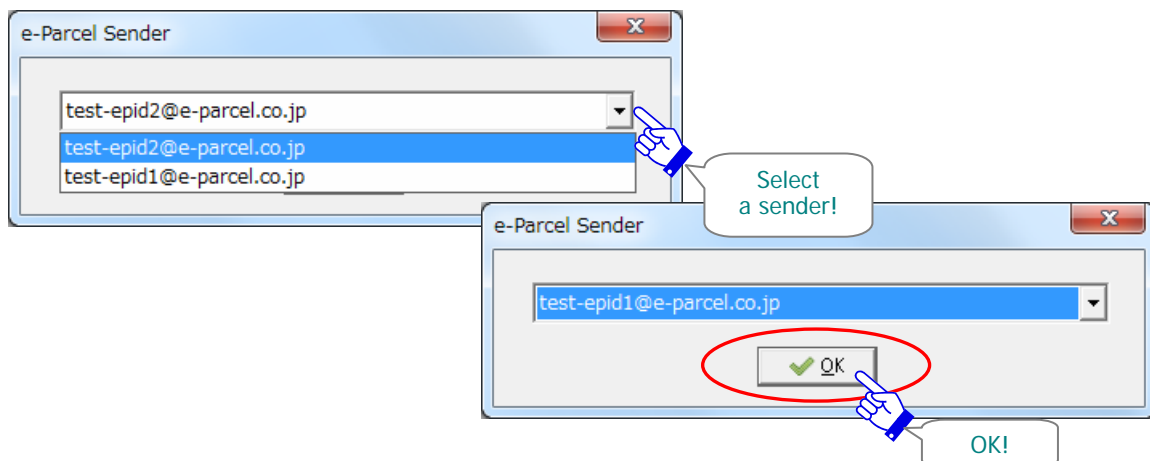 e-Parcel Sender
test-epid2@e-parcel.co.jp
test-epid2@e-parcel.co.jp
test-epid1@e-parcel.co.jp
Select
a sender!
e-Parcel Sender
test-epid1@e-parcel.co.jp
OK
OK!